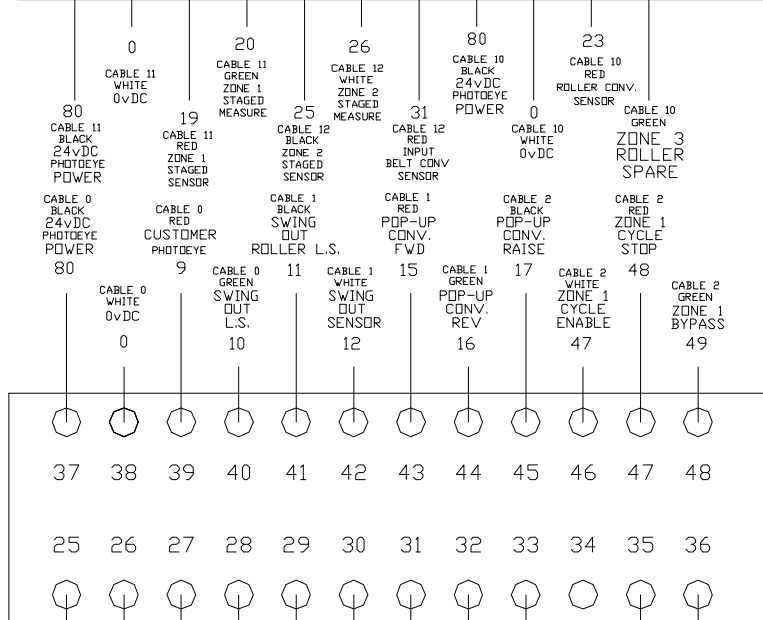 0
CABLE 11
WHITE
0vDC
20
CABLE 11
GREEN
ZONE 1
STAGED
MEASURE
26
CABLE 12
WHITE
ZONE 2
STAGED
MEASURE
80
CABLE 10
BLACK
24vDC
PHOTOEYE
POWER
23
CABLE 10
RED
ROLLER CONV.
SENSOR
80
CABLE 11
BLACK
24vDC
PHOTOEYE
POWER
19
CABLE 11
RED
ZONE 1
STAGED
SENSOR
25
CABLE 12
BLACK
ZONE 2
STAGED
SENSOR
31
CABLE 12
RED
INPUT
BELT CONV
SENSOR
0
CABLE 10
WHITE
0vDC
CABLE 10
GREEN
ZONE 3
ROLLER
SPARE
CABLE 0
BLACK
24vDC
PHOTOEYE
POWER
80
CABLE 0
RED
CUSTOMER
PHOTOEYE
9
CABLE 1
BLACK
SWING
OUT
ROLLER L.S.
11
CABLE 1
RED
POP-UP
CONV.
FWD
15
CABLE 2
BLACK
POP-UP
CONV.
RAISE
17
CABLE 2
RED
ZONE 1
CYCLE
STOP
48
CABLE 0
WHITE
0vDC
0
CABLE 0
GREEN
SWING
OUT
L.S.
10
CABLE 1
WHITE
SWING
OUT
SENSOR
12
CABLE 1
GREEN
POP-UP
CONV.
REV
16
CABLE 2
WHITE
ZONE 1
CYCLE
ENABLE
47
CABLE 2
GREEN
ZONE 1
BYPASS
49
37 38 39 40 41 42 43 44 45 46 47 48
25 26 27 28 29 30 31 32 33 34 35 36